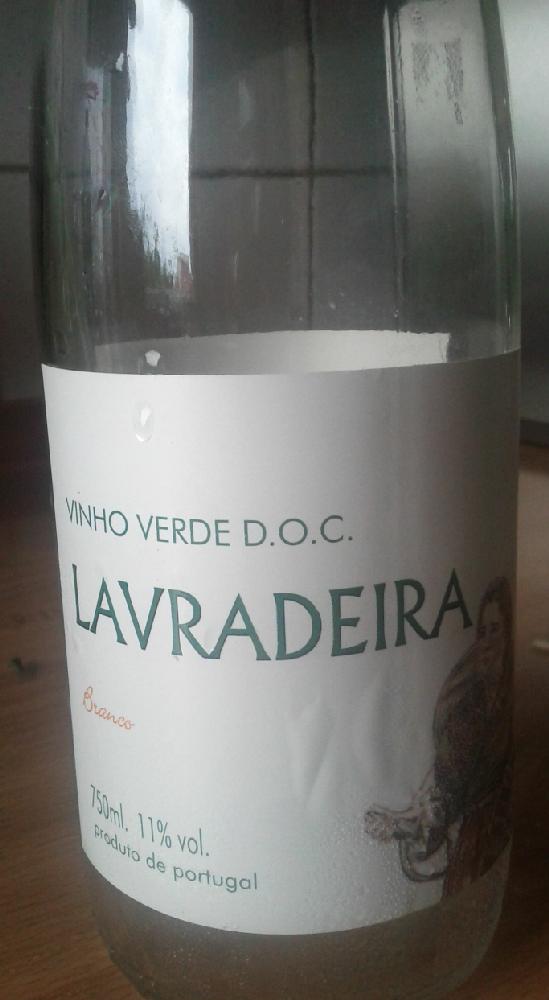 VINHO VERDE D.O.C.
LAVRADEIRA
Branco
750ml. 11% vol.
produto de portugal